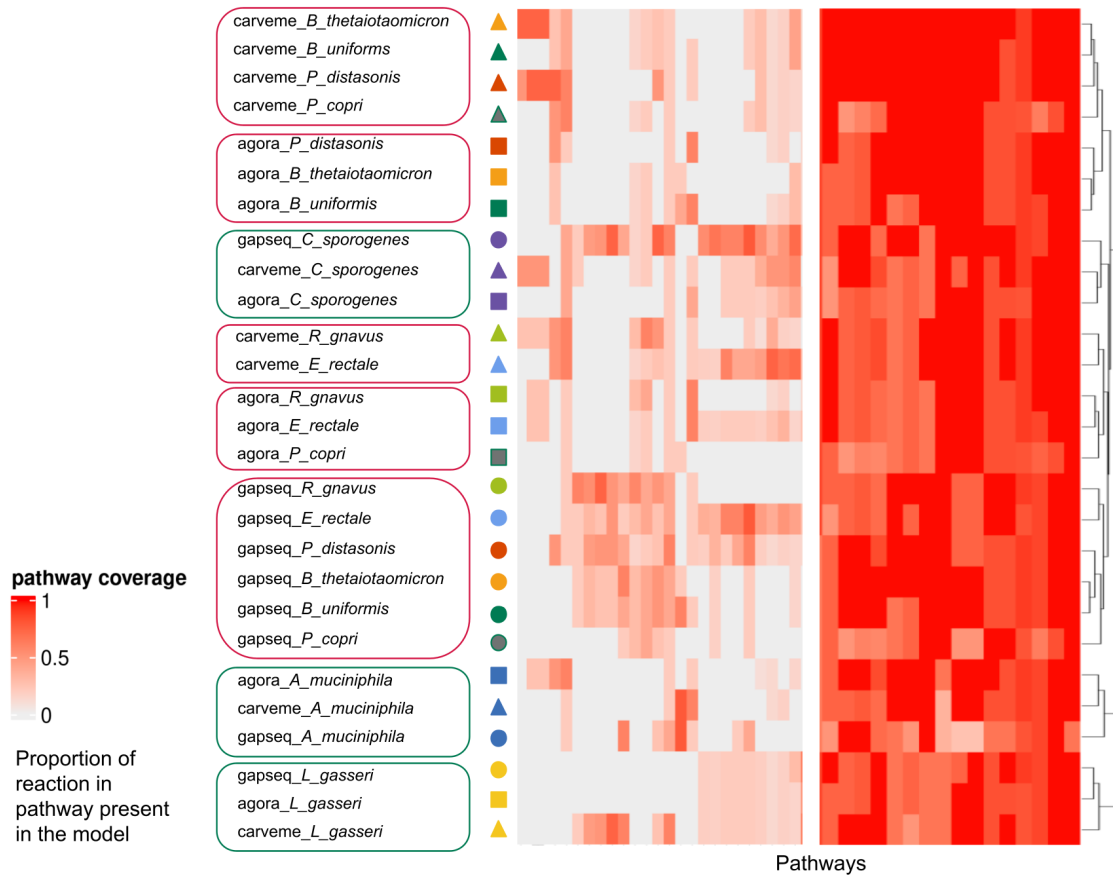 carveme_B_thetaiotaomicron
carveme_B_uniforms
carveme_P_distasonis
carveme_P_copri
agora_P_distasonis
agora_B_thetaiotaomicron
agora_B_uniformis
gapseq_C_sporogenes
carveme_C_sporogenes
agora_C_sporogenes
carveme_R_gnavus
carveme_E_rectale
agora_R_gnavus
agora_E_rectale
agora_P_copri
gapseq_R_gnavus
gapseq_E_rectale
gapseq_P_distasonis
gapseq_B_thetaiotaomicron
gapseq_B_uniformis
gapseq_P_copri
agora_A_muciniphila
carveme_A_muciniphila
gapseq_A_muciniphila
gapseq_L_gasseri
agora_L_gasseri
carveme_L_gasseri
pathway coverage
1
0.5
0
Proportion of
reaction in
pathway present
in the model
Pathways